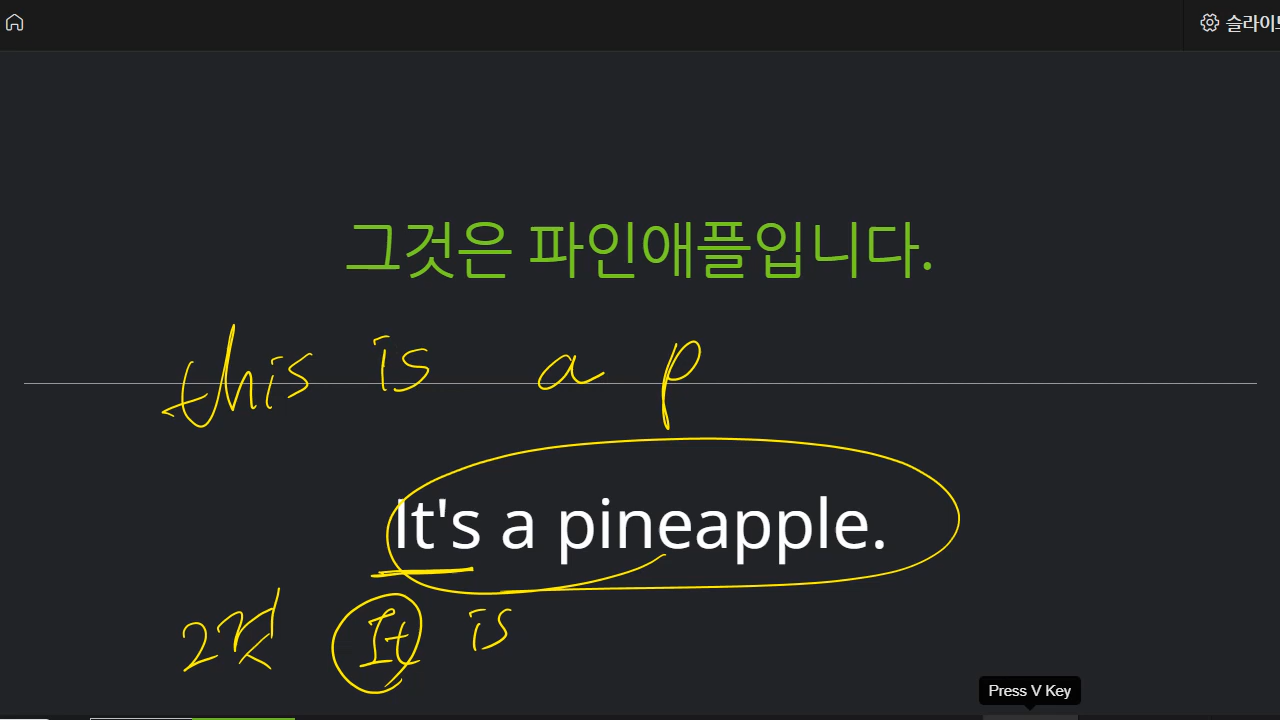 슬라이드
그것은 파인애플입니다.
this is a p
It's a pineapple.
그것 It is
Press V Key